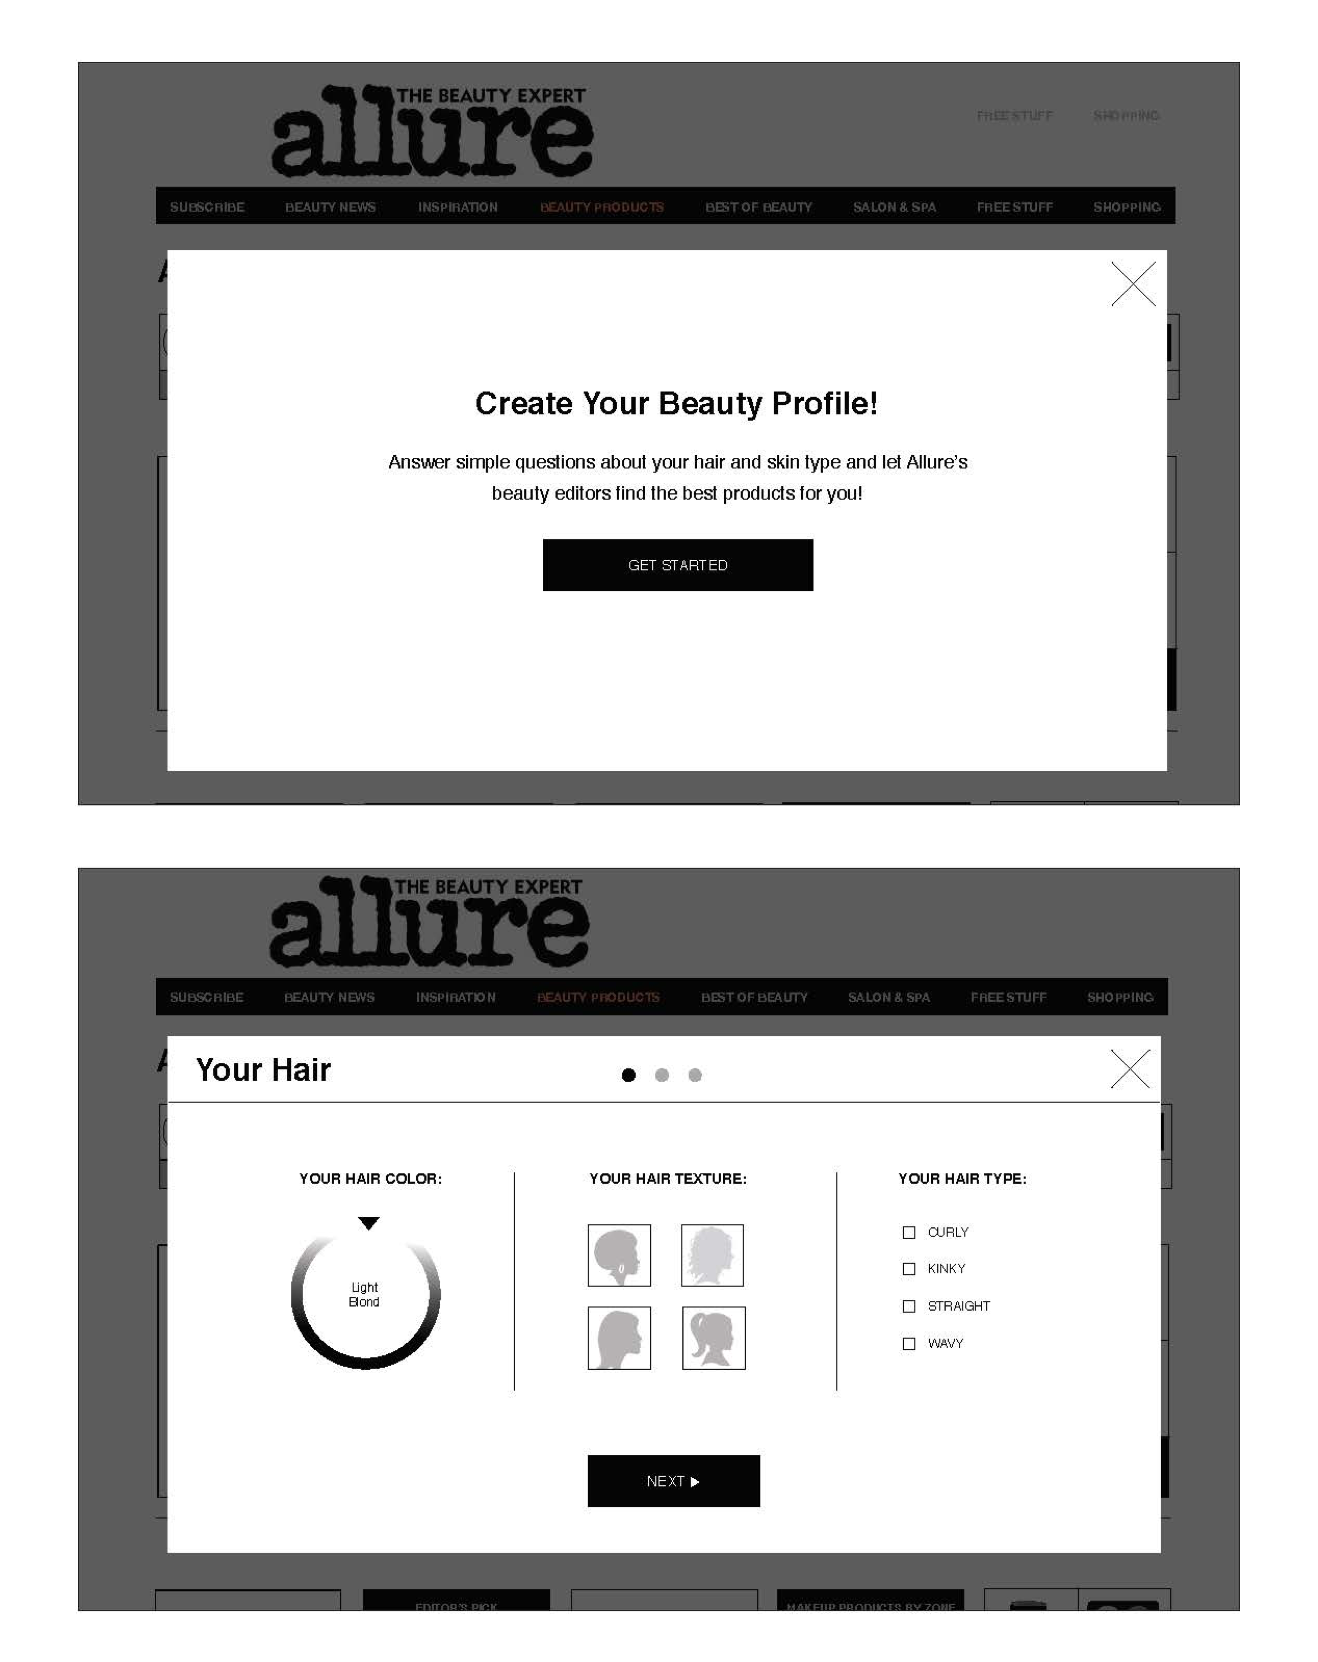 THE BEAUTY EXPERT
allure
FREE STUFF SHOPPING
SUBSCRIBE BEAUTY NEWS INSPIRATION BEAUTY PRODUCTS BEST OF BEAUTY SALON & SPA FREE STUFF SHOPPING
Create Your Beauty Profile!
Answer simple questions about your hair and skin type and let Allure's
beauty editors find the best products for you!
GET STARTED
THE BEAUTY EXPERT
allure
SUBSCRIBE BEAUTY NEWS INSPIRATION BEAUTY PRODUCTS BEST OF BEAUTY SALON & SPA FREE STUFF SHOPPING
Your Hair
YOUR HAIR COLOR:
Light
Blond
YOUR HAIR TEXTURE:
YOUR HAIR TYPE:
CURLY
KINKY
STRAIGHT
WAVY
NEXT
EDITOR'S PICK
MAKEUP PRODUCTS BY ZONE